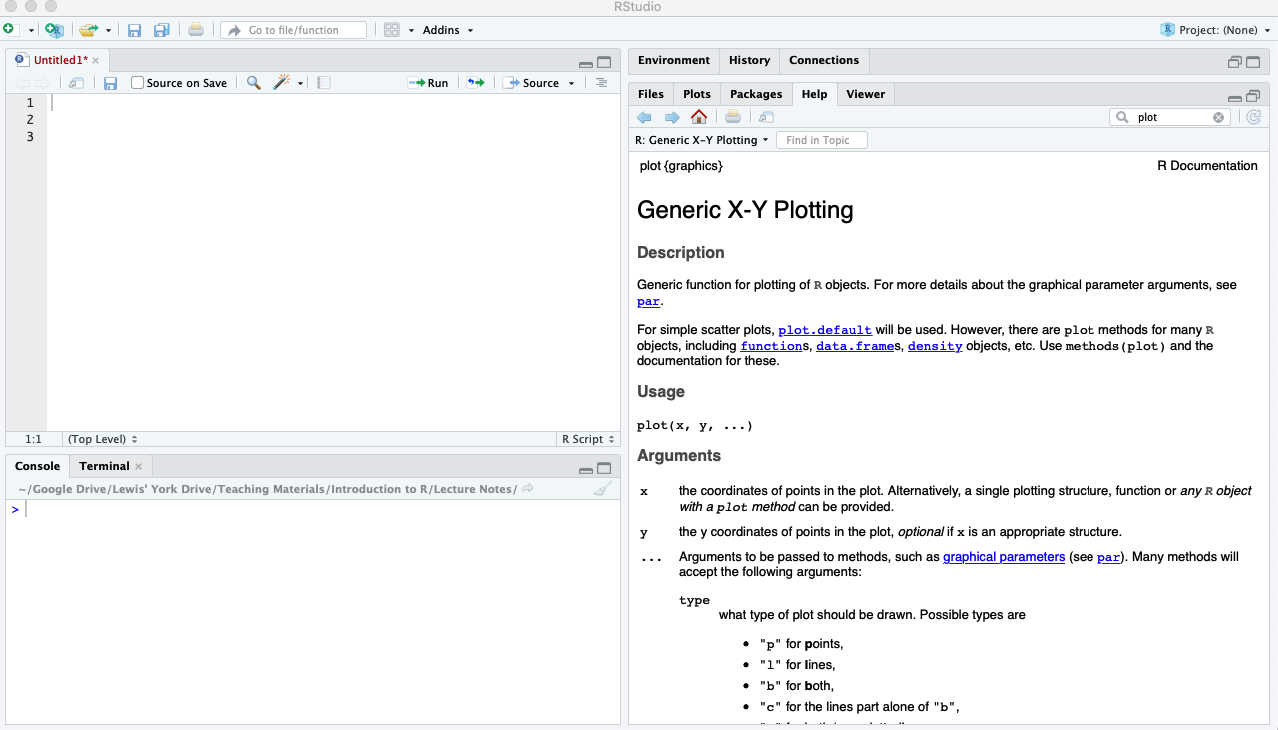 RStudio
Go to file/function
Addins
Project: (None)
Untitled1*
Source on Save
Run
Source
1
2
3
1:1
(Top Level)
R Script
Console
Terminal
~/Google Drive/Lewis' York Drive/Teaching Materials/Introduction to R/Lecture Notes/
>
Environment
History
Connections
Files
Plots
Packages
Help
Viewer
plot
R: Generic X-Y Plotting
Find in Topic
plot {graphics}
R Documentation
Generic X-Y Plotting
Description
Generic function for plotting of R objects. For more details about the graphical parameter arguments, see
par.
For simple scatter plots, plot.default will be used. However, there are plot methods for many R
objects, including functions, data.frames, density objects, etc. Use methods(plot) and the
documentation for these.
Usage
plot(x, y, ...)
Arguments
x the coordinates of points in the plot. Alternatively, a single plotting structure, function or any R object
with a plot method can be provided.
y the y coordinates of points in the plot, optional if x is an appropriate structure.
... Arguments to be passed to methods, such as graphical parameters (see par). Many methods will
accept the following arguments:
type
what type of plot should be drawn. Possible types are
• "p" for points,
• "l" for lines,
• "b" for both,
• "c" for the lines part alone of "b",